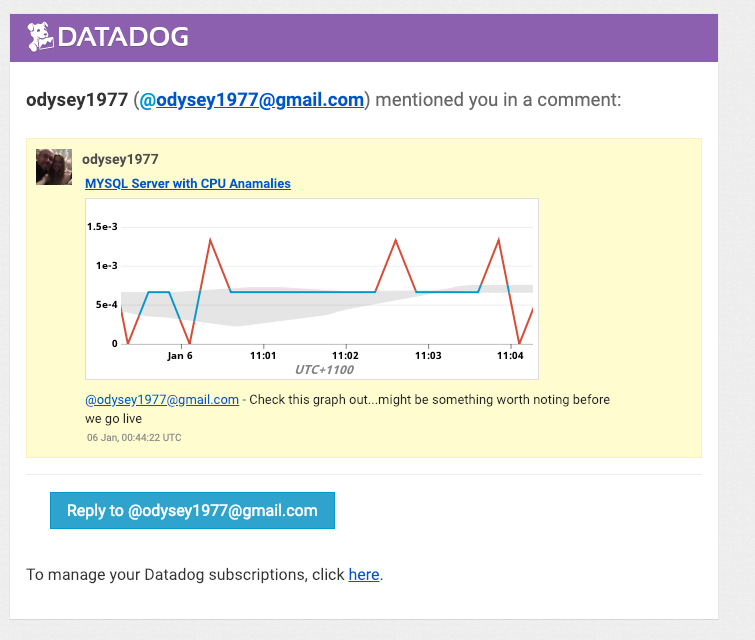 DATADOG
odysey1977 (@odysey1977@gmail.com) mentioned you in a comment:
odysey1977
MYSQL Server with CPU Anamalies
1.5e-3
1e-3
5e-4
0
Jan 6 11:01 11:02 11:03 11:04
UTC+1100
@odysey1977@gmail.com - Check this graph out...might be something worth noting before
we go live
06 Jan, 00:44:22 UTC
Reply to @odysey1977@gmail.com
To manage your Datadog subscriptions, click here.